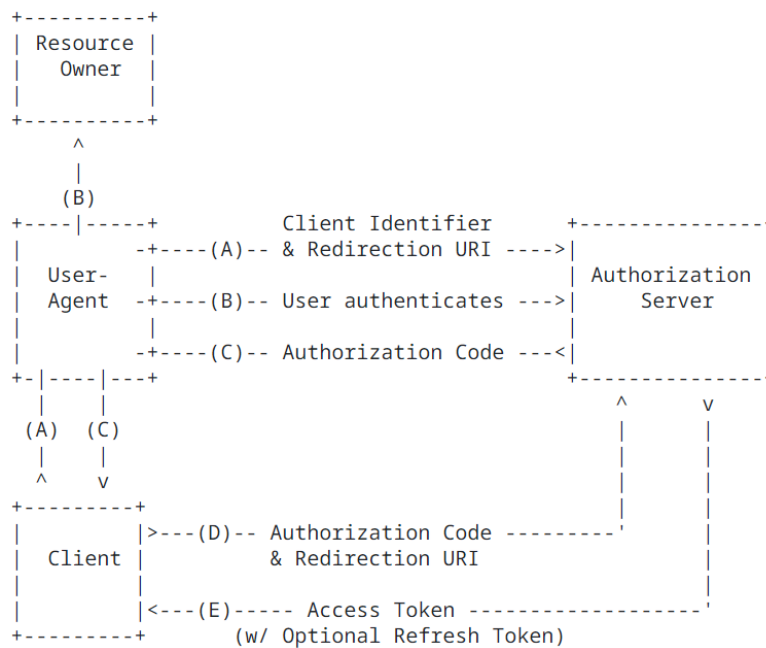 +----------+
| Resource |
|   Owner  |
|          |
+----------+
     ^
     |
    (B)
+----|-----+          Client Identifier      +---------------
|         -+----(A)-- & Redirection URI ---->|
|  User-   |                                 | Authorization
|  Agent  -+----(B)-- User authenticates --->|     Server
|          |                                 |
|         -+----(C)-- Authorization Code ---<|
+-|----|---+                                 +---------------
  |    |                                         ^      v
 (A)  (C)                                        |      |
  |    |                                         |      |
  ^    v                                         |      |
+---------+                                      |      |
|         |>---(D)-- Authorization Code ---------'      |
|  Client |          & Redirection URI                  |
|         |                                             |
|         |<---(E)----- Access Token -------------------'
+---------+       (w/ Optional Refresh Token)